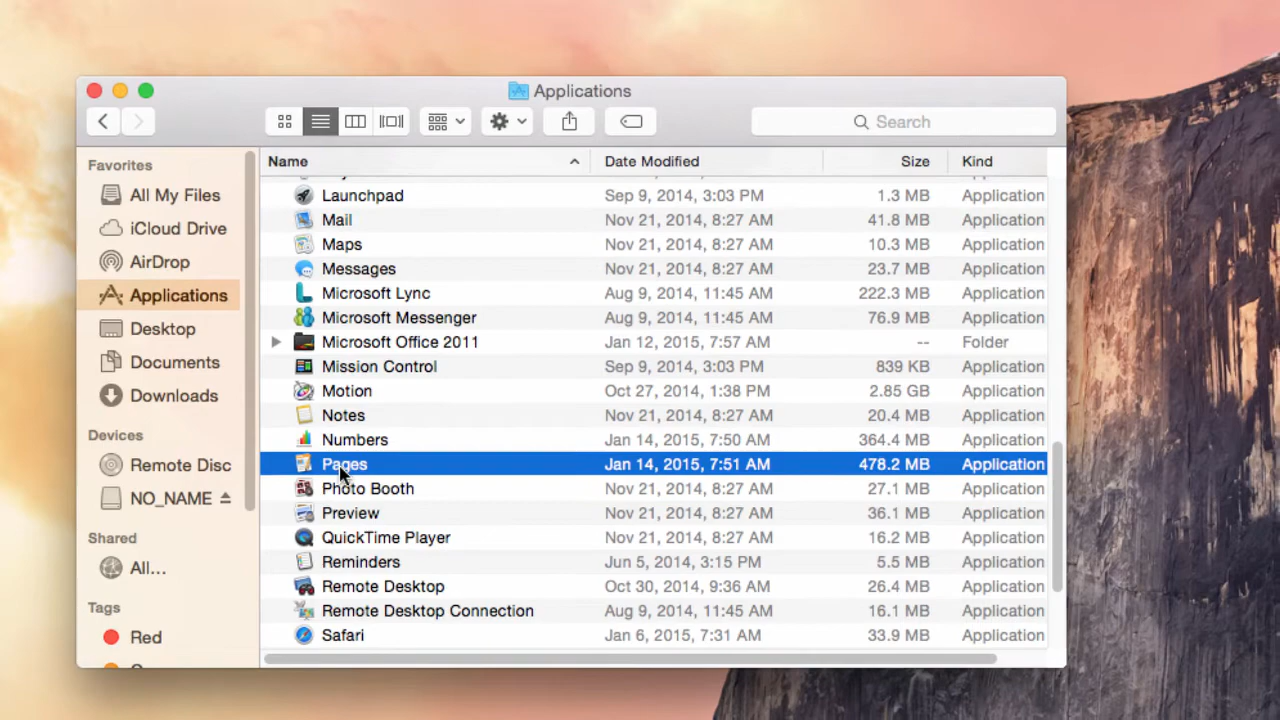 Applications
Search
Favorites
All My Files
iCloud Drive
AirDrop
Applications
Desktop
Documents
Downloads
Devices
Remote Disc
NO_NAME
Shared
All...
Tags
Red
Name Date Modified Size Kind
Launchpad Sep 9, 2014, 3:03 PM 1.3 MB Application
Mail Nov 21, 2014, 8:27 AM 41.8 MB Application
Maps Nov 21, 2014, 8:27 AM 10.3 MB Application
Messages Nov 21, 2014, 8:27 AM 23.7 MB Application
Microsoft Lync Aug 9, 2014, 11:45 AM 222.3 MB Application
Microsoft Messenger Aug 9, 2014, 11:45 AM 76.9 MB Application
Microsoft Office 2011 Jan 12, 2015, 7:57 AM -- Folder
Mission Control Sep 9, 2014, 3:03 PM 839 KB Application
Motion Oct 27, 2014, 1:38 PM 2.85 GB Application
Notes Nov 21, 2014, 8:27 AM 20.4 MB Application
Numbers Jan 14, 2015, 7:50 AM 364.4 MB Application
Pages Jan 14, 2015, 7:51 AM 478.2 MB Application
Photo Booth Nov 21, 2014, 8:27 AM 27.1 MB Application
Preview Nov 21, 2014, 8:27 AM 36.1 MB Application
QuickTime Player Nov 21, 2014, 8:27 AM 16.2 MB Application
Reminders Jun 5, 2014, 3:15 PM 5.5 MB Application
Remote Desktop Oct 30, 2014, 9:36 AM 26.4 MB Application
Remote Desktop Connection Aug 9, 2014, 11:45 AM 16.1 MB Application
Safari Jan 6, 2015, 7:31 AM 33.9 MB Application